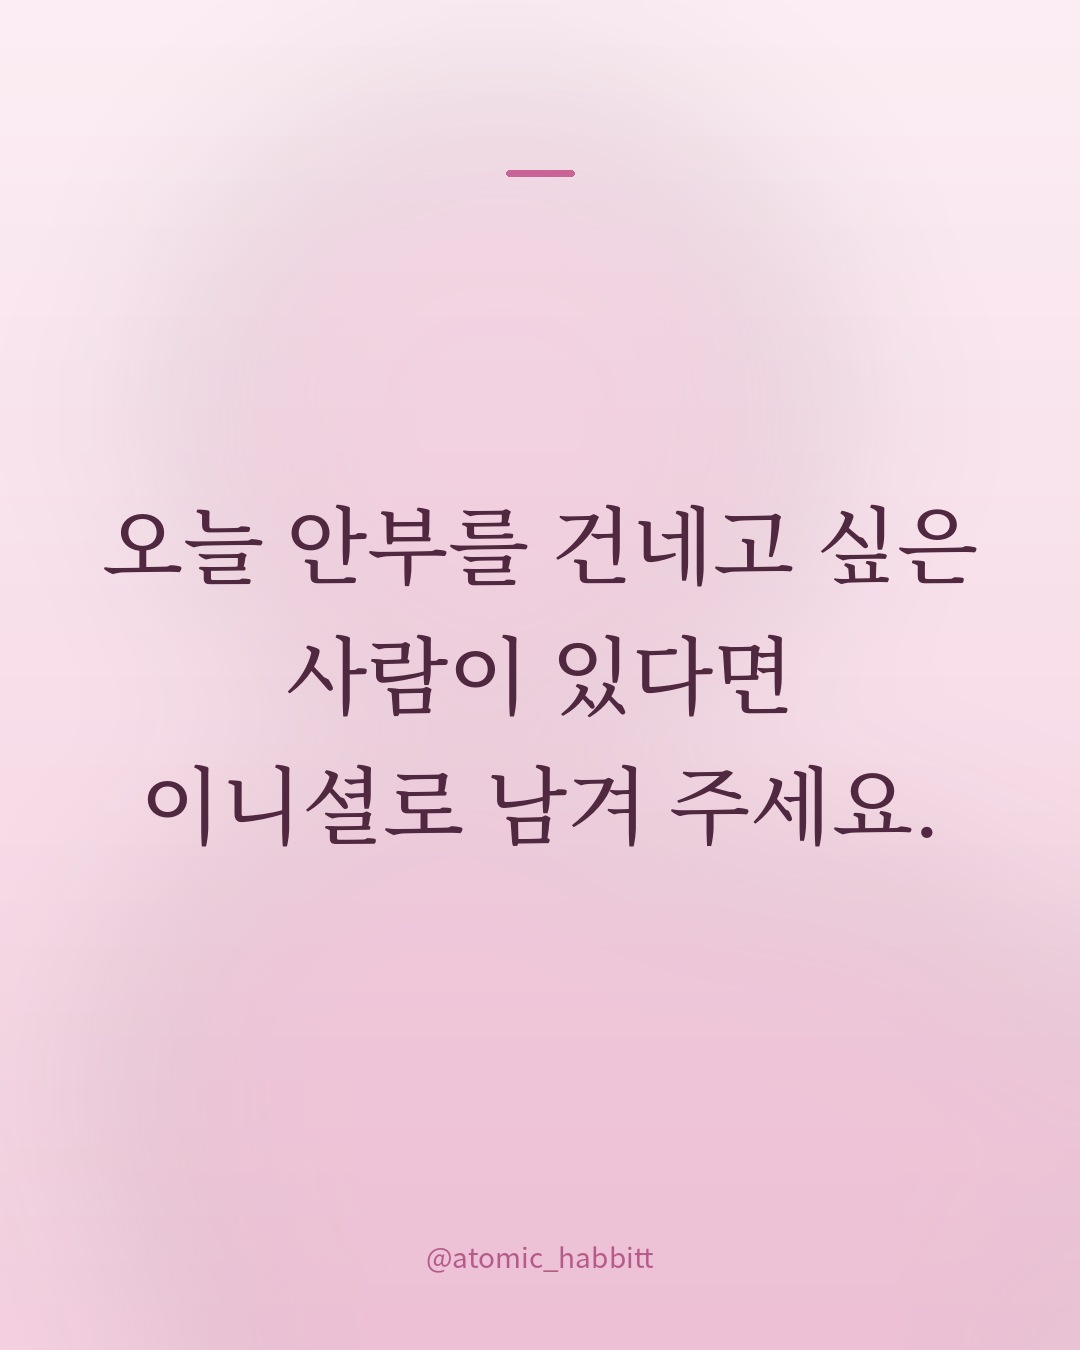 오늘 안부를 건네고 싶은
사람이 있다면
이니셜로 남겨 주세요.
@atomic_habbitt